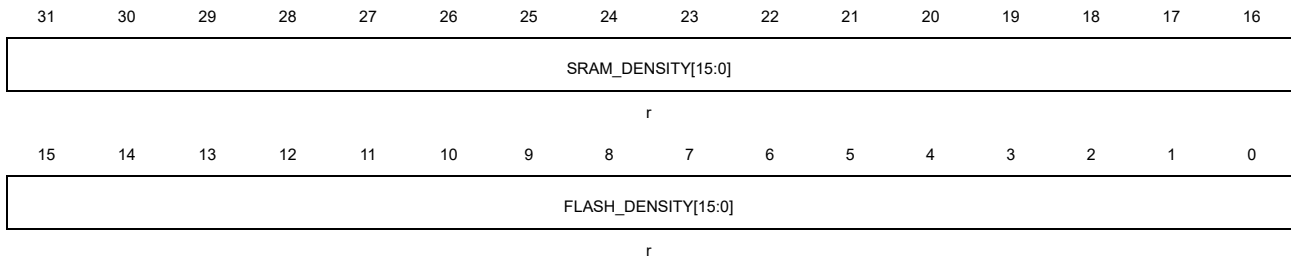 31 30 29 28 27 26 25 24 23 22 21 20 19 18 17 16
SRAM_DENSITY[15:0]
r
15 14 13 12 11 10 9 8 7 6 5 4 3 2 1 0
FLASH_DENSITY[15:0]
r